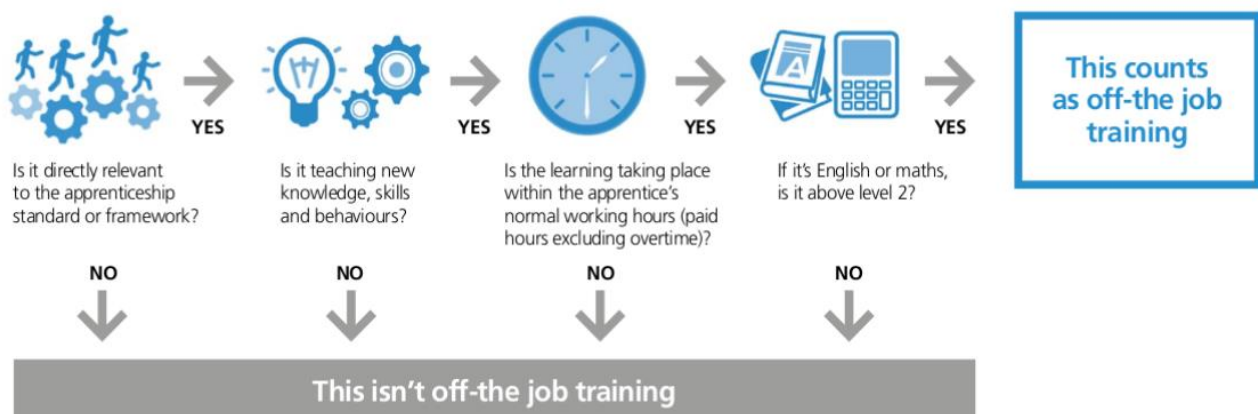 YES
YES
YES
YES
This counts
as off-the job
training
Is it directly relevant
to the apprenticeship
standard or framework?
Is it teaching new
knowledge, skills
and behaviours?
Is the learning taking place
within the apprentice's
normal working hours (paid
hours excluding overtime)?
If it's English or maths,
is it above level 2?
NO
NO
NO
NO
This isn't off-the job training